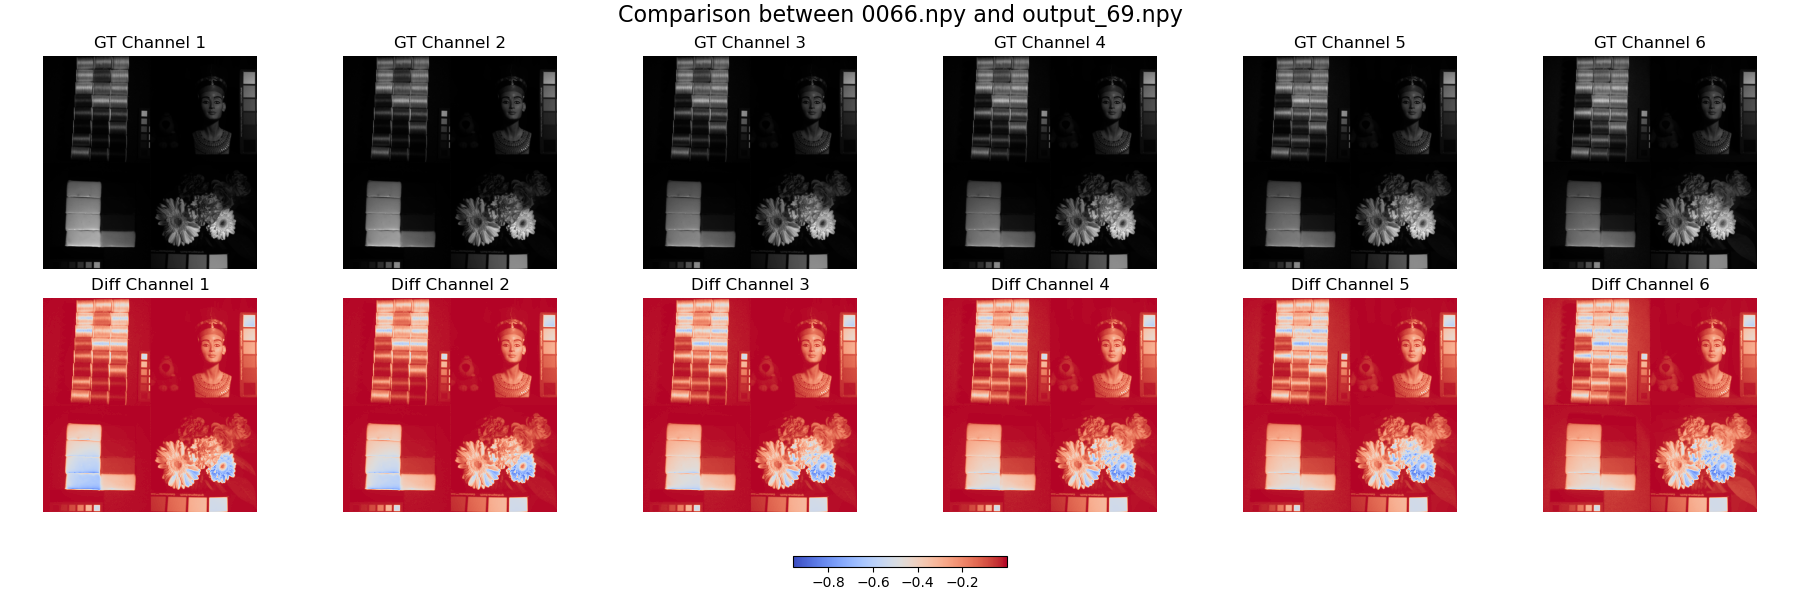 Comparison between 0066.npy and output_69.npy
GT Channel 1
GT Channel 2
GT Channel 3
GT Channel 4
GT Channel 5
GT Channel 6
Diff Channel 1
Diff Channel 2
Diff Channel 3
Diff Channel 4
Diff Channel 5
Diff Channel 6
−0.8 −0.6 −0.4 −0.2